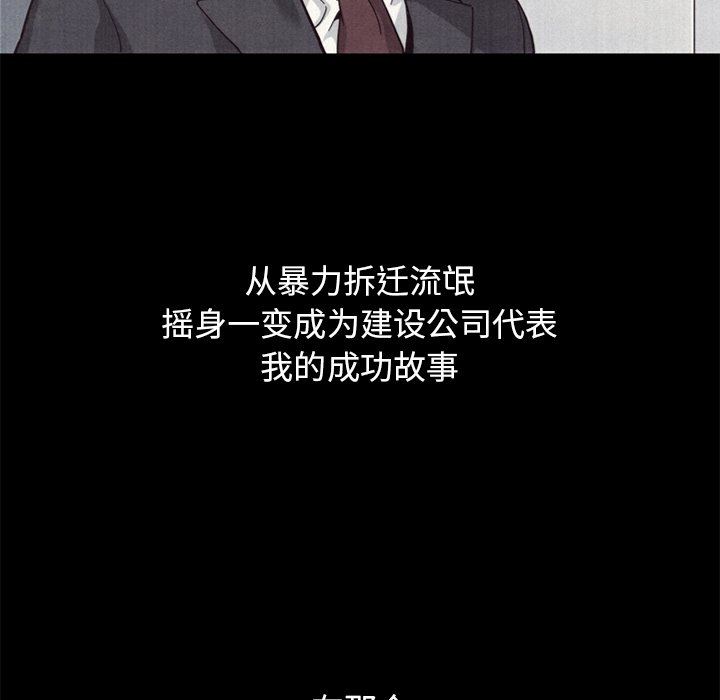 从暴力拆迁流氓
摇身一变成为建设公司代表
我的成功故事